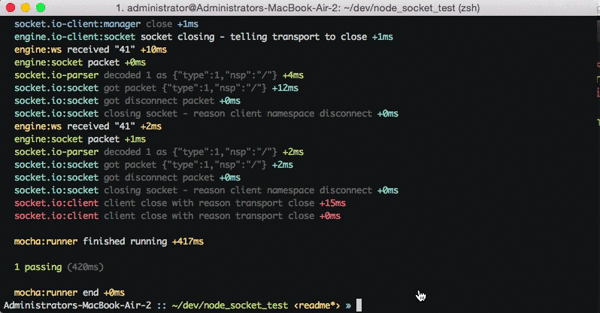 1. administrator@Administrators-MacBook-Air-2: ~/dev/node_socket_test (zsh)
socket.io-client:manager close +1ms
engine.io-client:socket socket closing - telling transport to close +1ms
engine:ws received "41" +10ms
engine:socket packet +0ms
socket.io-parser decoded 1 as {"type":1,"nsp":"/"} +4ms
socket.io:socket got packet {"type":1,"nsp":"/"} +12ms
socket.io:socket got disconnect packet +0ms
socket.io:socket closing socket - reason client namespace disconnect +0ms
engine:ws received "41" +2ms
engine:socket packet +1ms
socket.io-parser decoded 1 as {"type":1,"nsp":"/"} +2ms
socket.io:socket got packet {"type":1,"nsp":"/"} +2ms
socket.io:socket got disconnect packet +0ms
socket.io:socket closing socket - reason client namespace disconnect +0ms
socket.io:client client close with reason transport close +15ms
socket.io:client client close with reason transport close +0ms
mocha:runner finished running +417ms
1 passing (420ms)
mocha:runner end +0ms
Administrators-MacBook-Air-2 :: ~/dev/node_socket_test ‹readme*› »